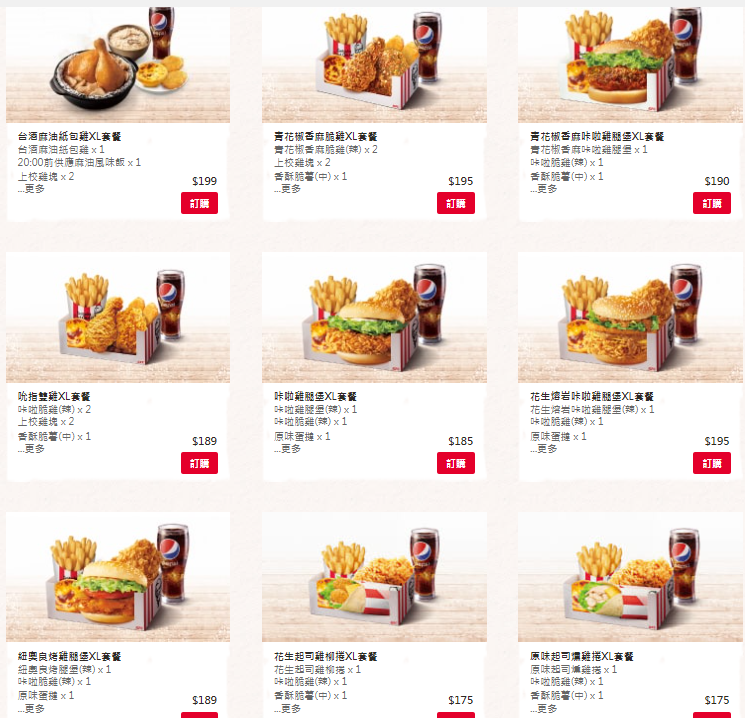 台酒麻油紙包雞XL套餐
台酒麻油紙包雞 x 1
20:00前供應麻油風味飯 x 1
上校雞塊 x 2
...更多
$199
訂購
青花椒香麻脆雞XL套餐
青花椒香麻脆雞(辣) x 2
上校雞塊 x 2
香酥脆薯(中) x 1
...更多
$195
訂購
青花椒香麻咔啦雞腿堡XL套餐
青花椒香麻咔啦雞腿堡 x 1
咔啦脆雞(辣) x 1
香酥脆薯(中) x 1
...更多
$190
訂購
吮指雙雞XL套餐
咔啦脆雞(辣) x 2
上校雞塊 x 2
香酥脆薯(中) x 1
...更多
$189
訂購
咔啦雞腿堡XL套餐
咔啦雞腿堡(辣) x 1
咔啦脆雞(辣) x 1
原味蛋撻 x 1
...更多
$185
訂購
花生熔岩咔啦雞腿堡XL套餐
花生熔岩咔啦雞腿堡(辣) x 1
咔啦脆雞(辣) x 1
原味蛋撻 x 1
...更多
$195
訂購
紐奧良烤雞腿堡XL套餐
紐奧良烤腿堡(辣) x 1
咔啦脆雞(辣) x 1
原味蛋撻 x 1
...更多
$189
花生起司雞柳捲XL套餐
花生起司雞柳捲 x 1
咔啦脆雞(辣) x 1
香酥脆薯(中) x 1
...更多
$175
原味起司燻雞捲XL套餐
原味起司燻雞捲 x 1
咔啦脆雞(辣) x 1
香酥脆薯(中) x 1
...更多
$175